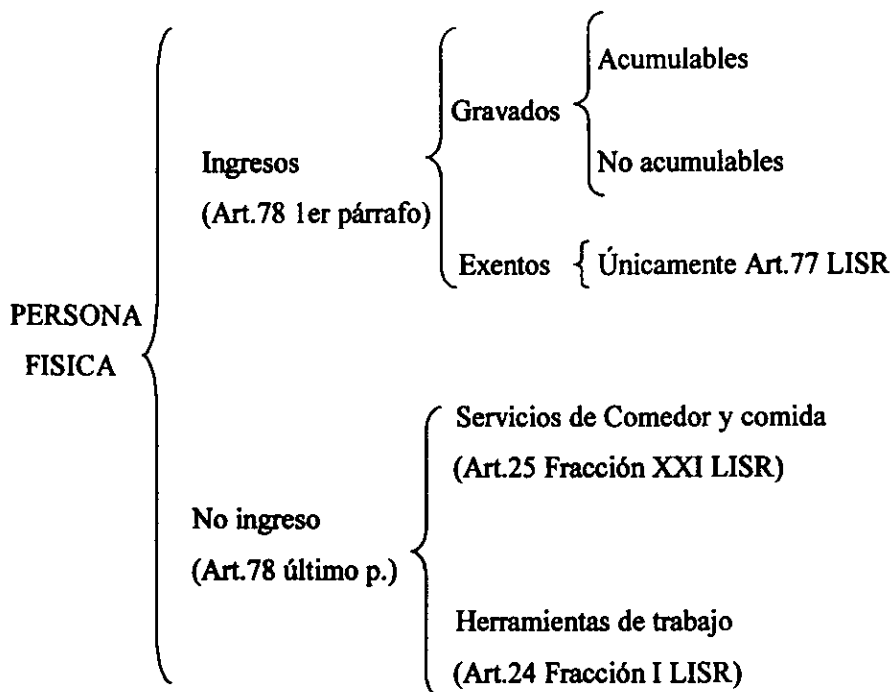 PERSONA
FISICA
Ingresos
(Art.78 1er párrafo)
Gravados
Acumulables
No acumulables
Exentos
Únicamente Art.77 LISR
No ingreso
(Art.78 último p.)
Servicios de Comedor y comida
(Art.25 Fracción XXI LISR)
Herramientas de trabajo
(Art.24 Fracción I LISR)